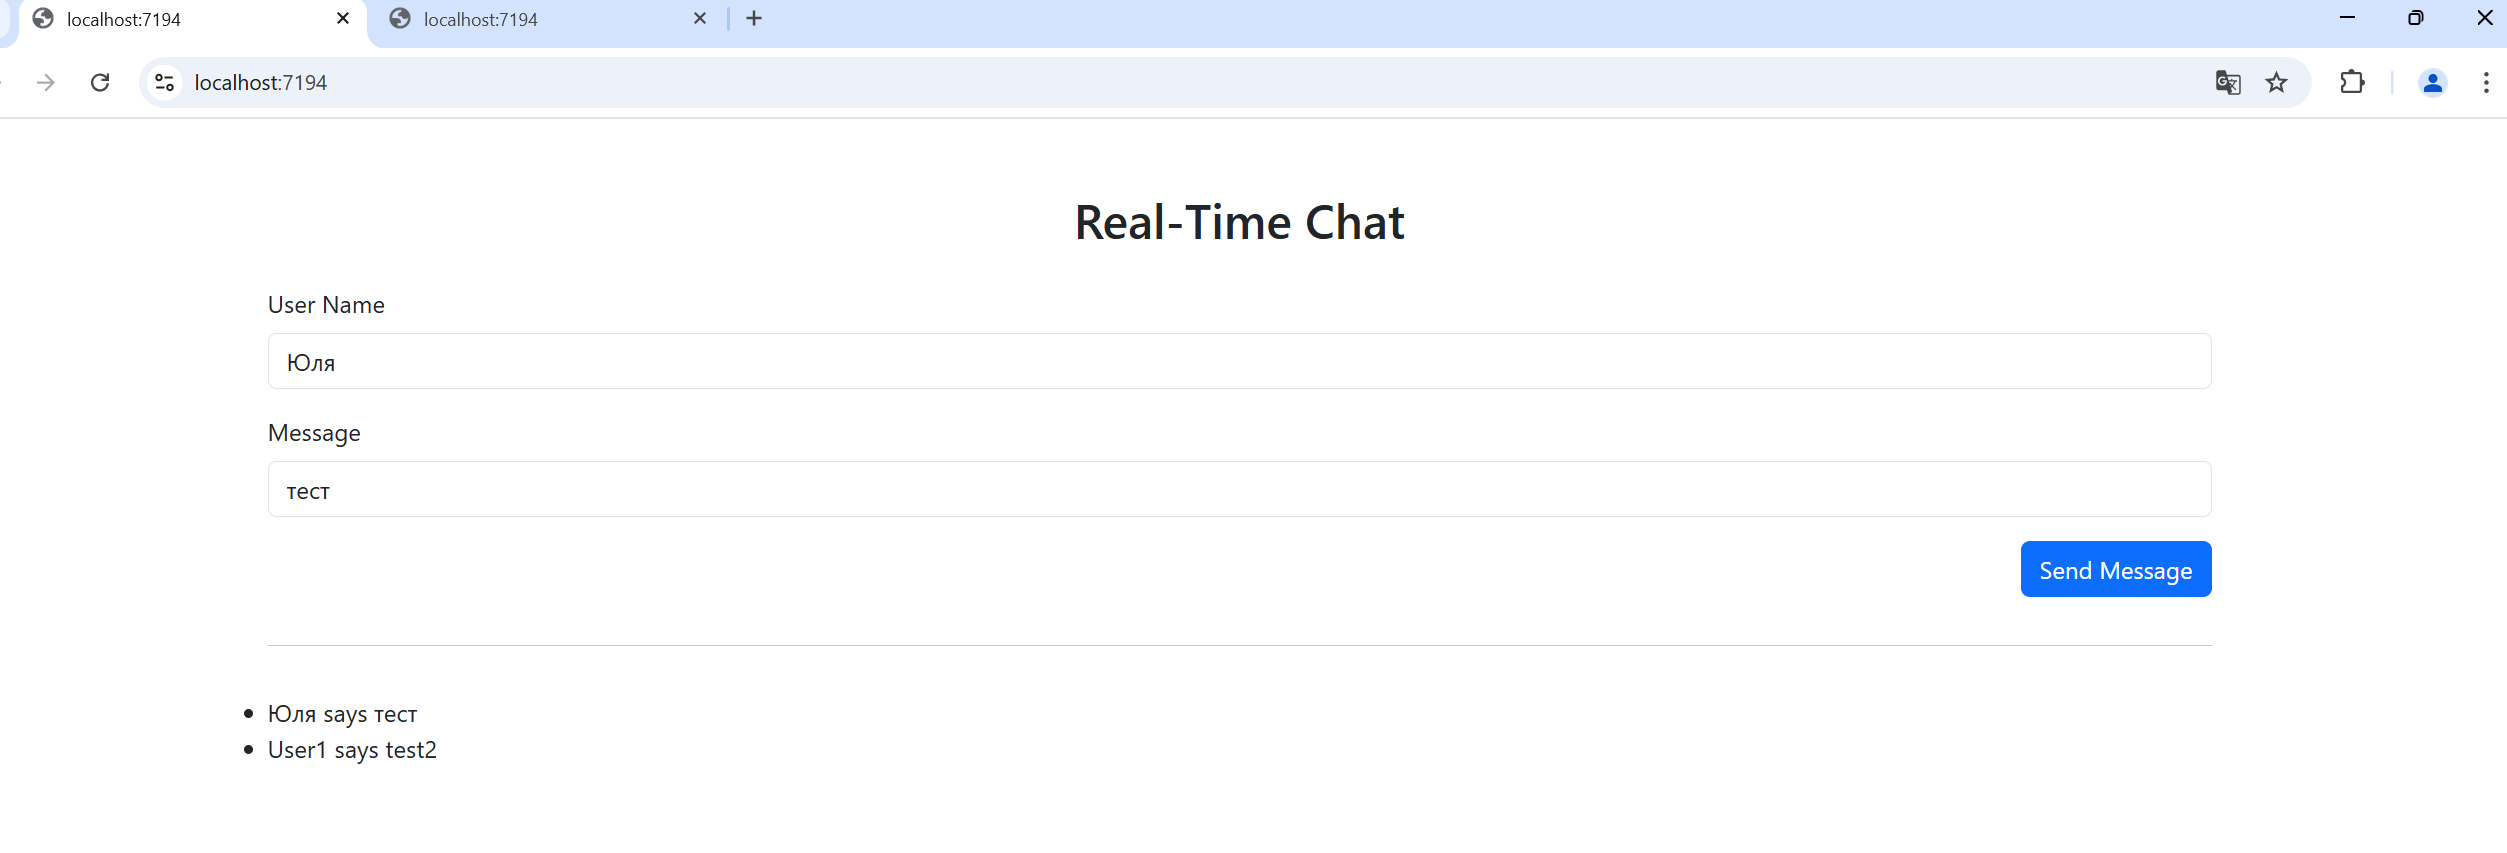 localhost:7194
localhost:7194
localhost:7194
Real-Time Chat
User Name
Юля
Message
тест
Send Message
Юля says тест
User1 says test2